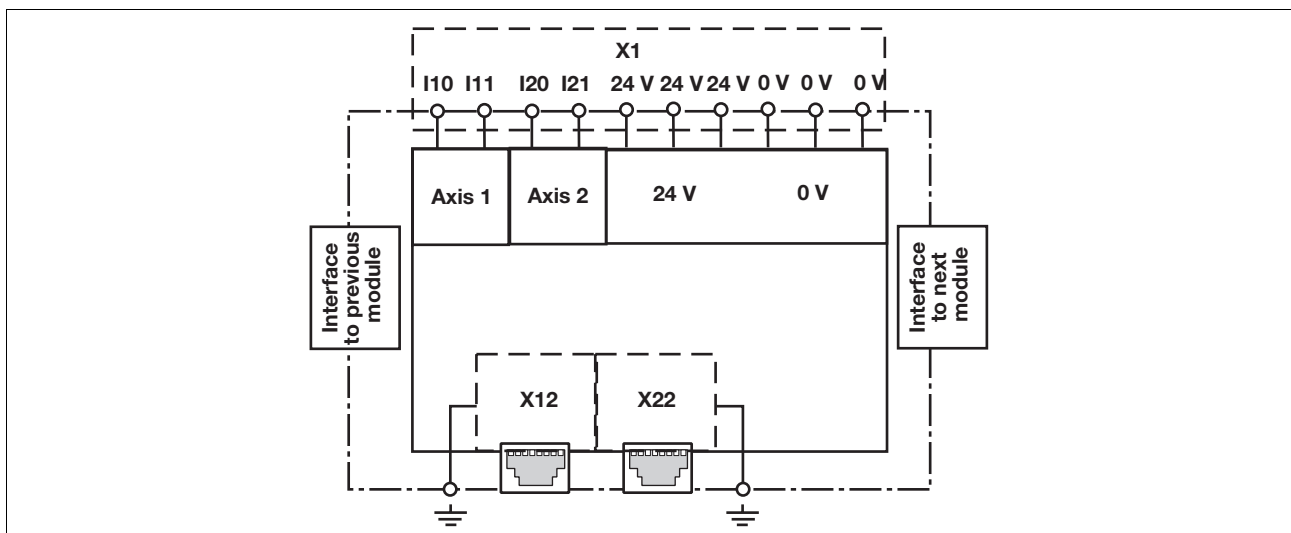 X1
I10 I11 I20 I21 24 V 24 V 24 V 0 V 0 V 0 V
Axis 1 Axis 2 24 V 0 V
Interface
to previous
module
Interface
to next
module
X12 X22